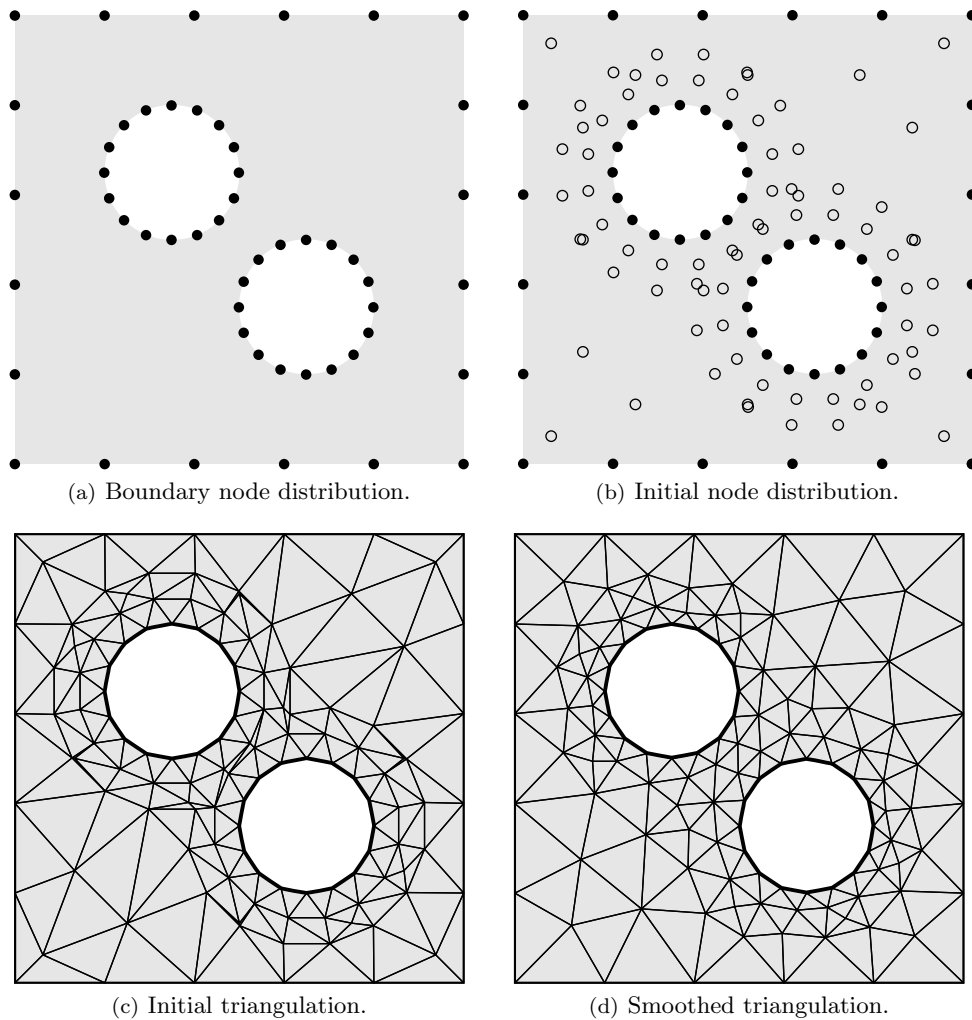 (a) Boundary node distribution.
(b) Initial node distribution.
(c) Initial triangulation.
(d) Smoothed triangulation.